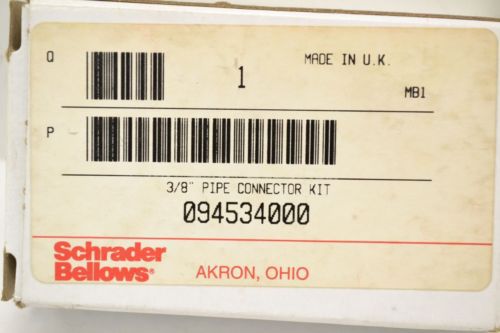 Q 1 MADE IN U.K.
MB1
P
3/8" PIPE CONNECTOR KIT
094534000
Schrader
Bellows® AKRON, OHIO